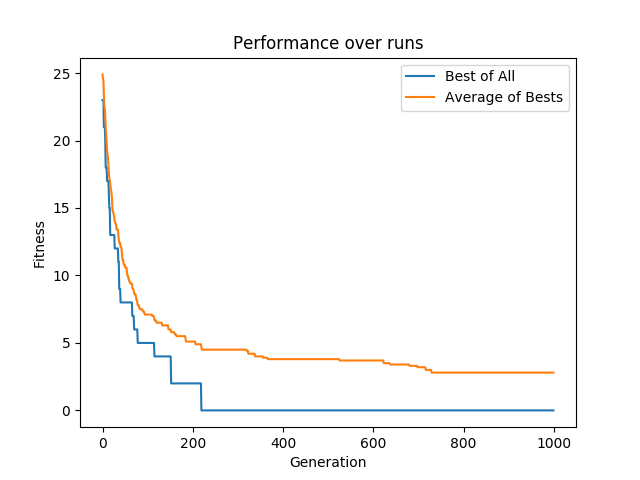 Performance over runs
Best of All
Average of Bests
25
20
15
10
5
0
Fitness
0 200 400 600 800 1000
Generation